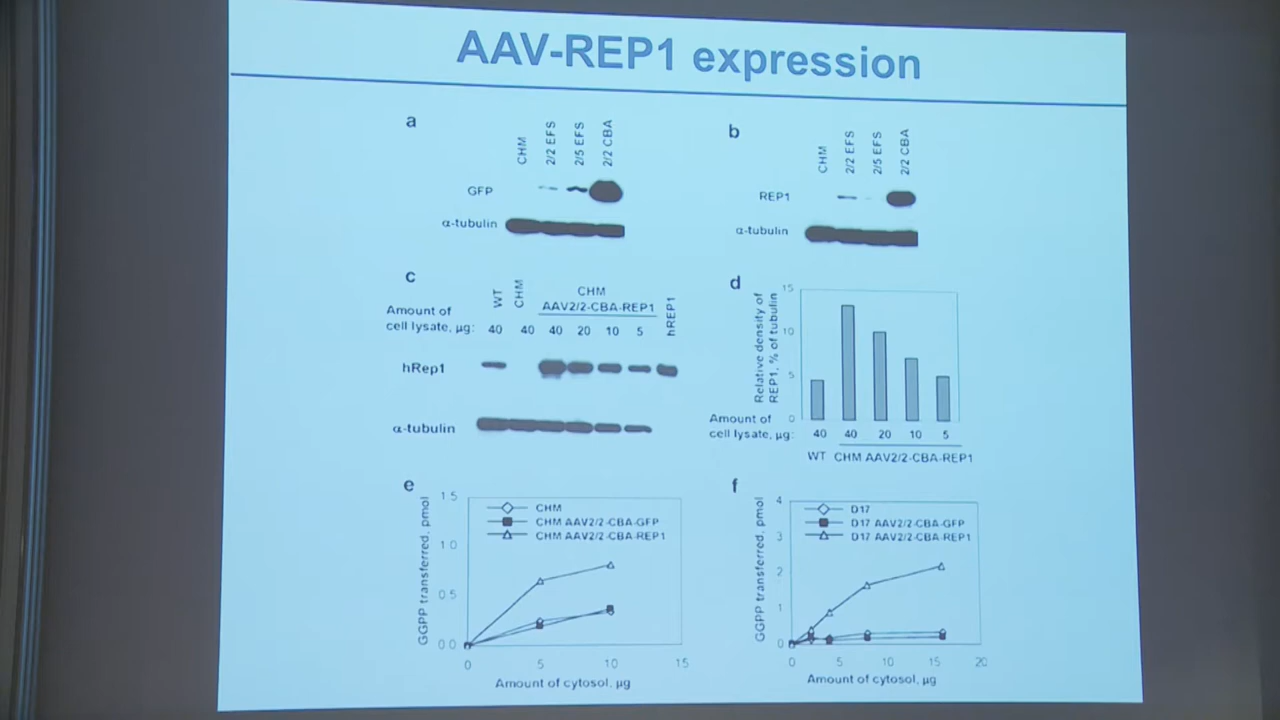 AAV-REP1 expression
a
CHM
2/2 EFS
2/5 EFS
2/2 CBA
GFP
α-tubulin
b
CHM
2/2 EFS
2/5 EFS
2/2 CBA
REP1
α-tubulin
c
WT
CHM
CHM
AAV2/2-CBA-REP1
hREP1
Amount of
cell lysate, µg: 40 40 40 20 10 5
hRep1
α-tubulin
d
Relative density of
REP1, % of tubulin
15
10
5
0
Amount of
cell lysate, µg: 40 40 20 10 5
WT CHM AAV2/2-CBA-REP1
e
GGPP transferred, pmol
1.5
1.0
0.5
0.0
CHM
CHM AAV2/2-CBA-GFP
CHM AAV2/2-CBA-REP1
0 5 10 15
Amount of cytosol, µg
f
GGPP transferred, pmol
4
3
2
1
0
D17
D17 AAV2/2-CBA-GFP
D17 AAV2/2-CBA-REP1
0 5 10 15 20
Amount of cytosol, µg